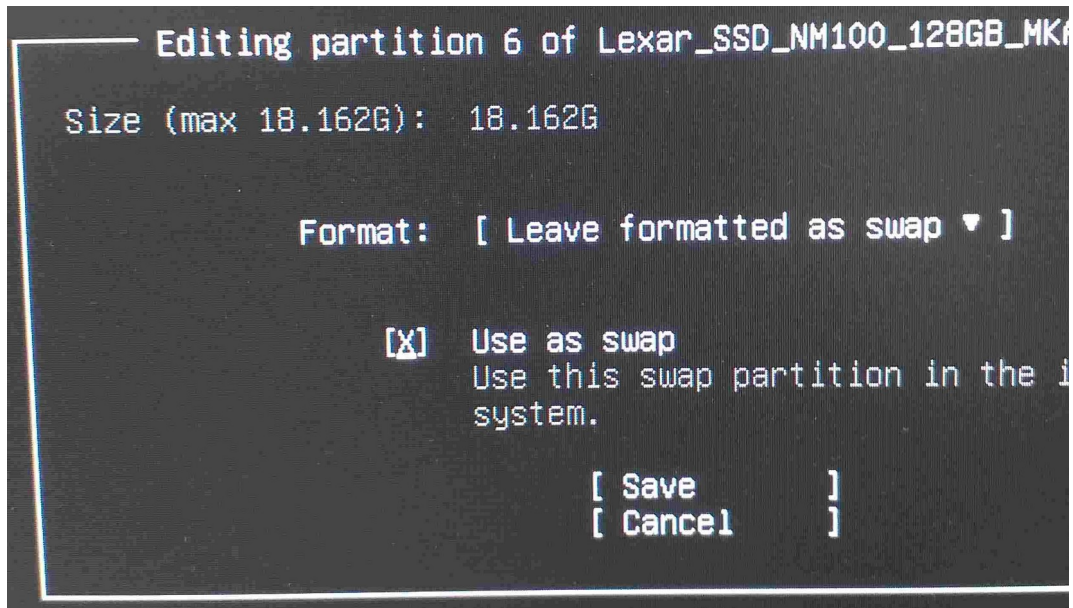 Editing partition 6 of Lexar_SSD_NM100_128GB_MKA
Size (max 18.162G): 18.162G
Format: [ Leave formatted as swap ▼ ]
[X] Use as swap
Use this swap partition in the i
system.
[ Save ]
[ Cancel ]